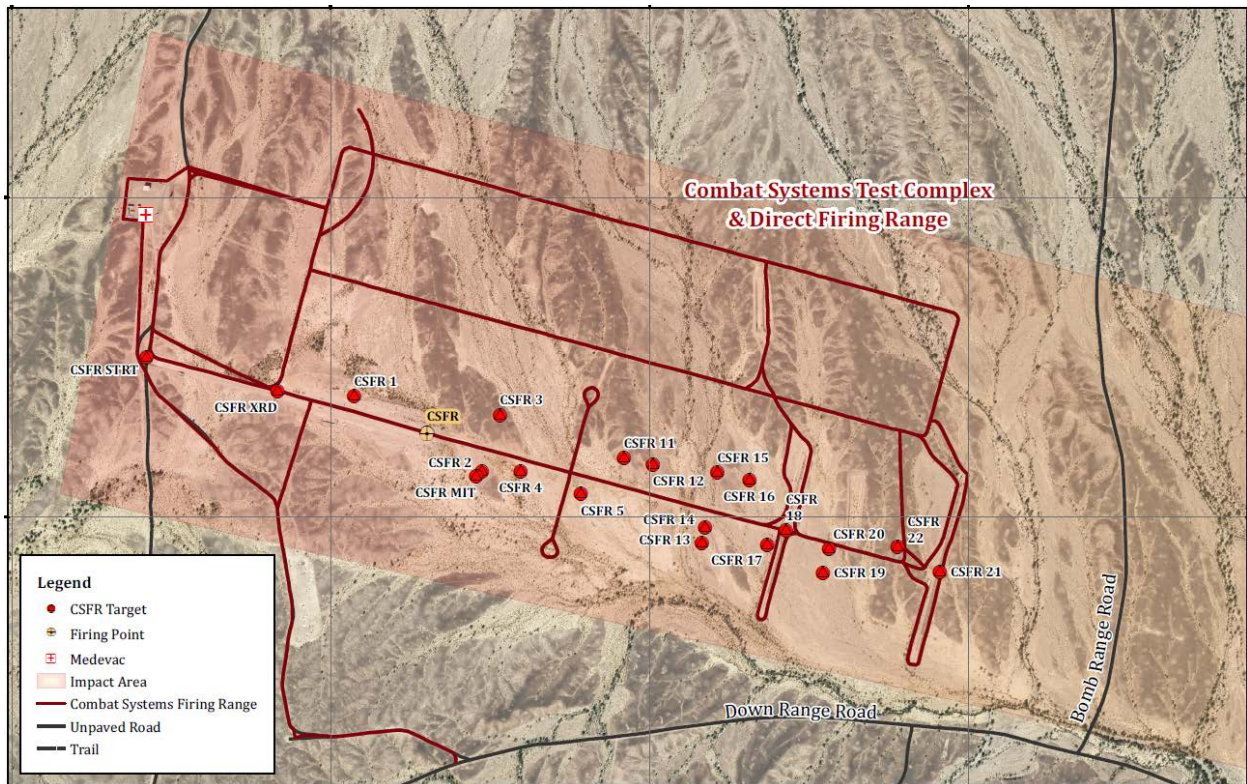 Combat Systems Test Complex
& Direct Firing Range
CSFR STRT
CSFR XRD
CSFR 1
CSFR
CSFR 3
CSFR 2
CSFR MIT
CSFR 4
CSFR 5
CSFR 11
CSFR 12
CSFR 15
CSFR 16
CSFR 14
CSFR 13
CSFR 17
CSFR
18
CSFR 20
CSFR 19
CSFR
22
CSFR 21
Bomb Range Road
Down Range Road
Legend
CSFR Target
Firing Point
Medevac
Impact Area
Combat Systems Firing Range
Unpaved Road
Trail